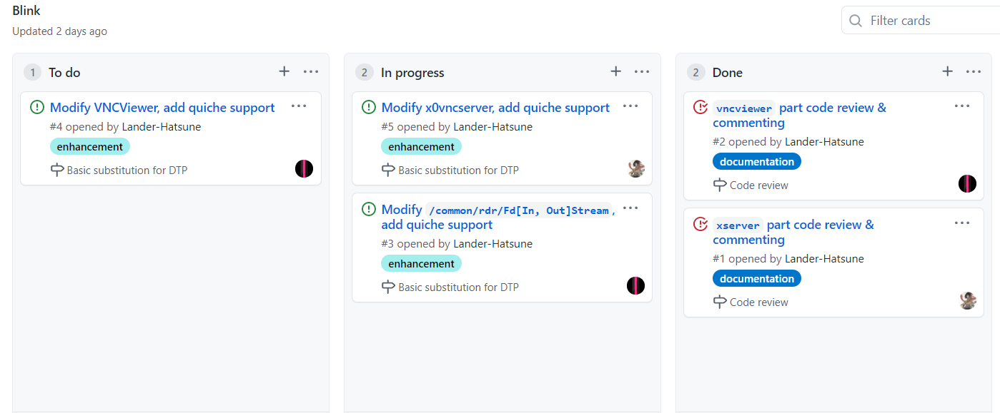 Blink
Updated 2 days ago
Filter cards
1 To do
Modify VNCViewer, add quiche support
#4 opened by Lander-Hatsune
enhancement
Basic substitution for DTP
2 In progress
Modify x0vncserver, add quiche support
#5 opened by Lander-Hatsune
enhancement
Basic substitution for DTP
Modify /common/rdr/Fd[In, Out]Stream,
add quiche support
#3 opened by Lander-Hatsune
enhancement
Basic substitution for DTP
2 Done
vncviewer part code review &
commenting
#2 opened by Lander-Hatsune
documentation
Code review
xserver part code review &
commenting
#1 opened by Lander-Hatsune
documentation
Code review